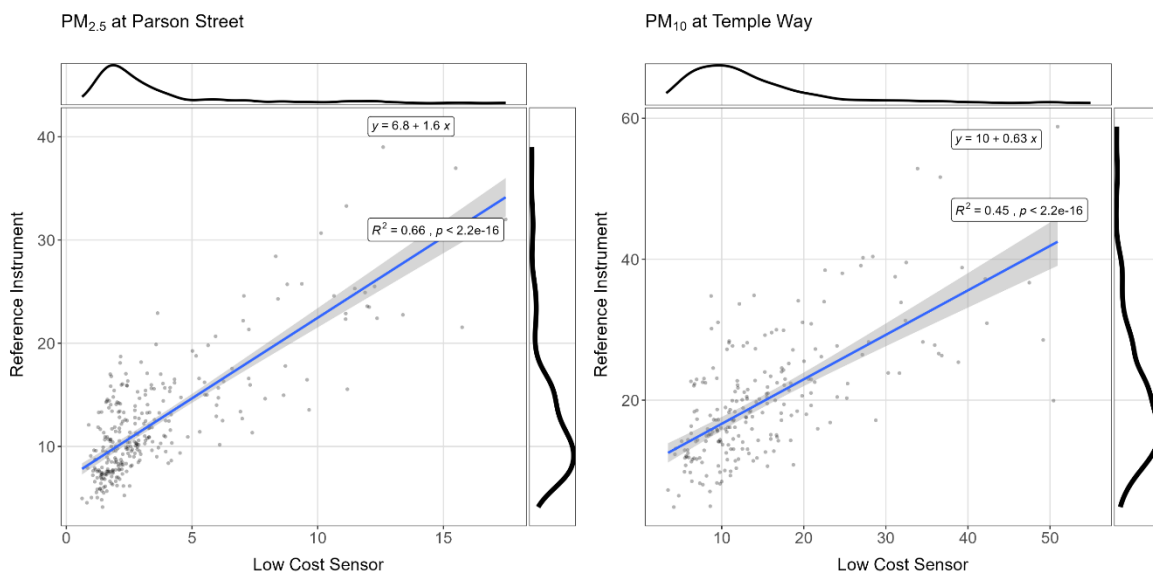 PM₂.₅ at Parson Street
y = 6.8 + 1.6 x
R² = 0.66 , p < 2.2e-16
40
30
20
10
0
5
10
15
Reference Instrument
Low Cost Sensor
PM₁₀ at Temple Way
y = 10 + 0.63 x
R² = 0.45 , p < 2.2e-16
60
40
20
10
20
30
40
50
Reference Instrument
Low Cost Sensor